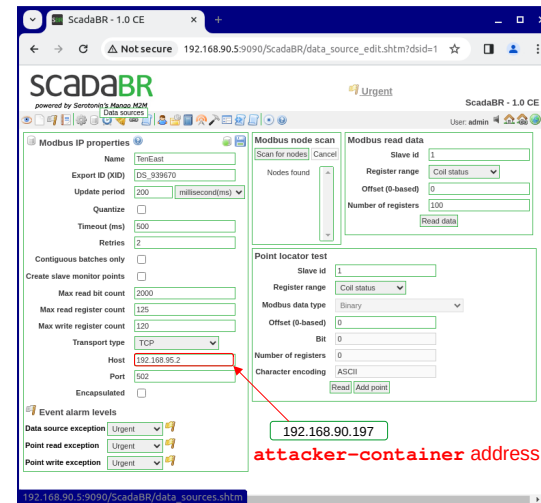 ScadaBR - 1.0 CE
Not secure 192.168.90.5:9090/ScadaBR/data_source_edit.shtm?dsid=1
SCADABR
powered by Serotonin's Mango M2M
Data sources
Urgent
ScadaBR - 1.0 CE
User: admin
Modbus IP properties
Name TenEast
Export ID (XID) DS_939670
Update period 200 millisecond(ms)
Quantize
Timeout (ms) 500
Retries 2
Contiguous batches only
Create slave monitor points
Max read bit count 2000
Max read register count 125
Max write register count 120
Transport type TCP
Host 192.168.95.2
Port 502
Encapsulated
Event alarm levels
Data source exception Urgent
Point read exception Urgent
Point write exception Urgent
Modbus node scan
Scan for nodes Cancel
Nodes found
Modbus read data
Slave id 1
Register range Coil status
Offset (0-based) 0
Number of registers 100
Read data
Point locator test
Slave id 1
Register range Coil status
Modbus data type Binary
Offset (0-based) 0
Bit 0
Number of registers 0
Character encoding ASCII
Read Add point
192.168.90.197
attacker-container address
192.168.90.5:9090/ScadaBR/data_sources.shtm